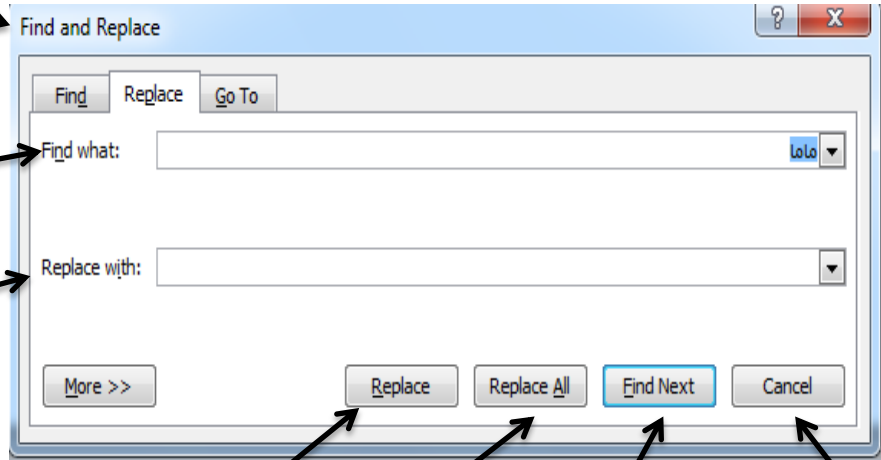 Find and Replace
Find Replace Go To
Find what: ماما
Replace with:
More >> Replace Replace All Find Next Cancel